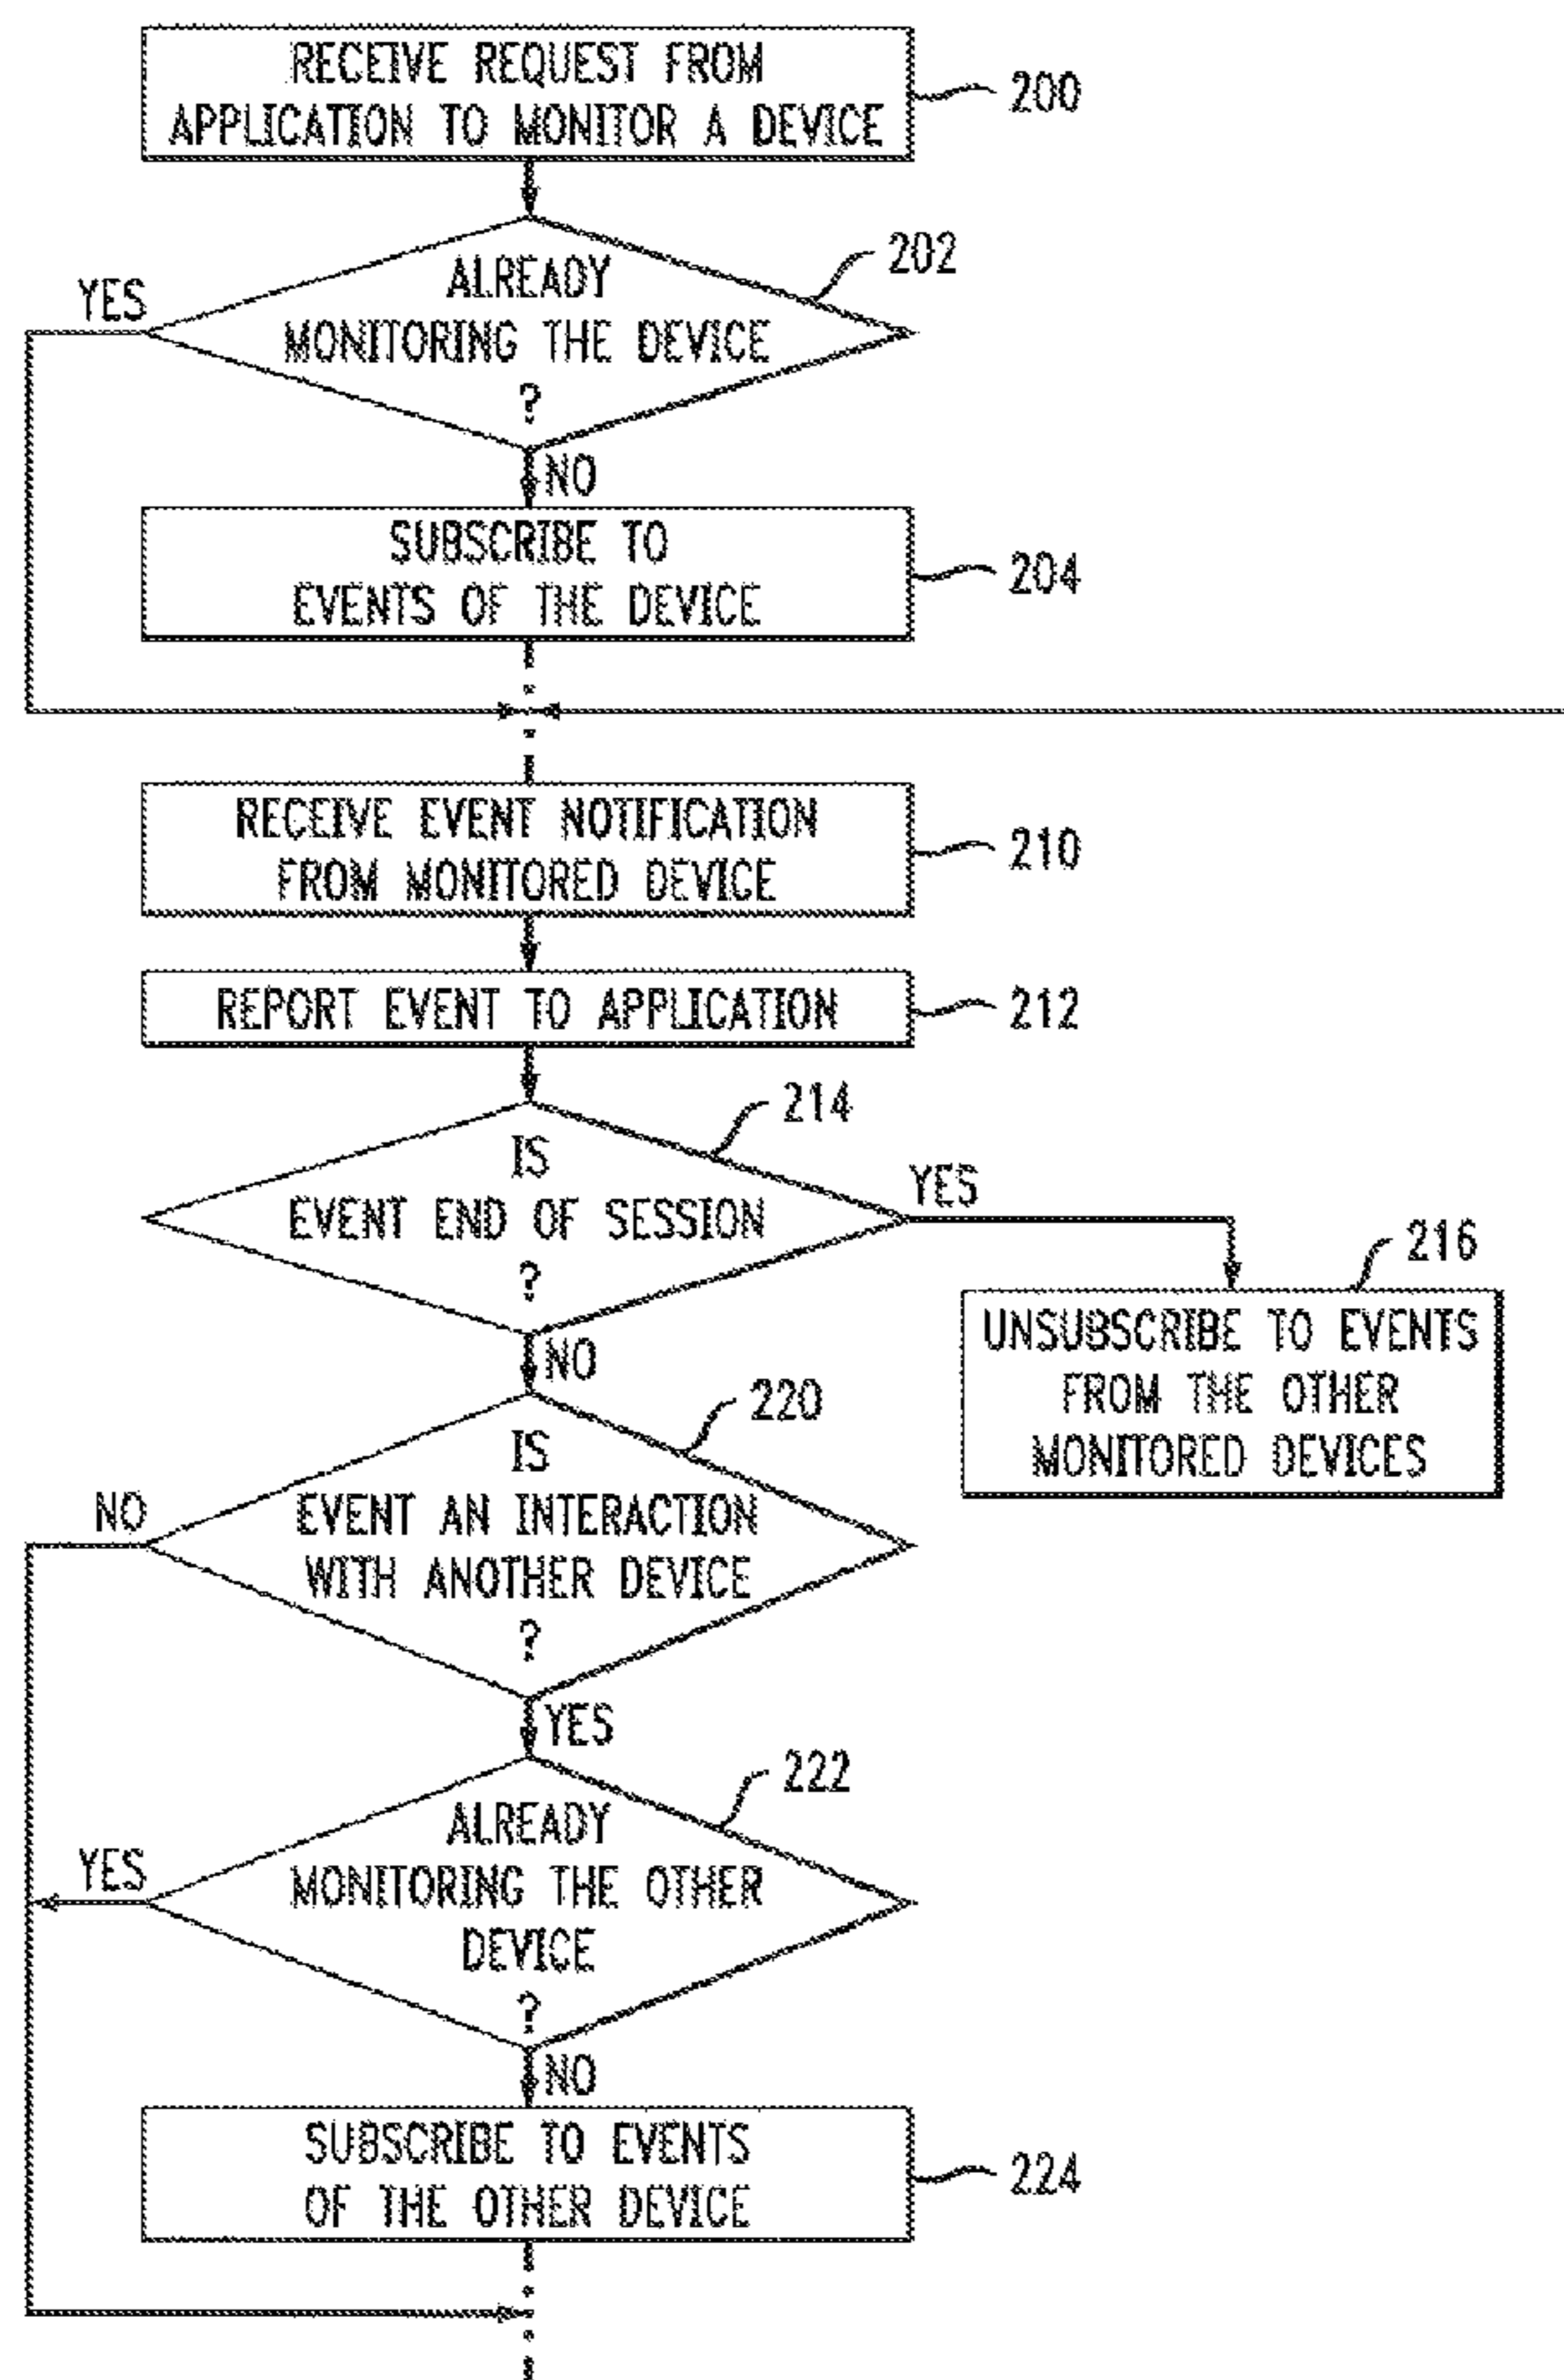 RECEIVE REQUEST FROM
APPLICATION TO MONITOR A DEVICE
200
202
ALREADY
MONITORING THE DEVICE
?
YES
NO
SUBSCRIBE TO
EVENTS OF THE DEVICE
204
RECEIVE EVENT NOTIFICATION
FROM MONITORED DEVICE
210
REPORT EVENT TO APPLICATION
212
214
IS
EVENT END OF SESSION
?
YES
NO
216
UNSUBSCRIBE TO EVENTS
FROM THE OTHER
MONITORED DEVICES
220
IS
EVENT AN INTERACTION
WITH ANOTHER DEVICE
?
NO
YES
222
ALREADY
MONITORING THE OTHER
DEVICE
?
YES
NO
SUBSCRIBE TO EVENTS
OF THE OTHER DEVICE
224